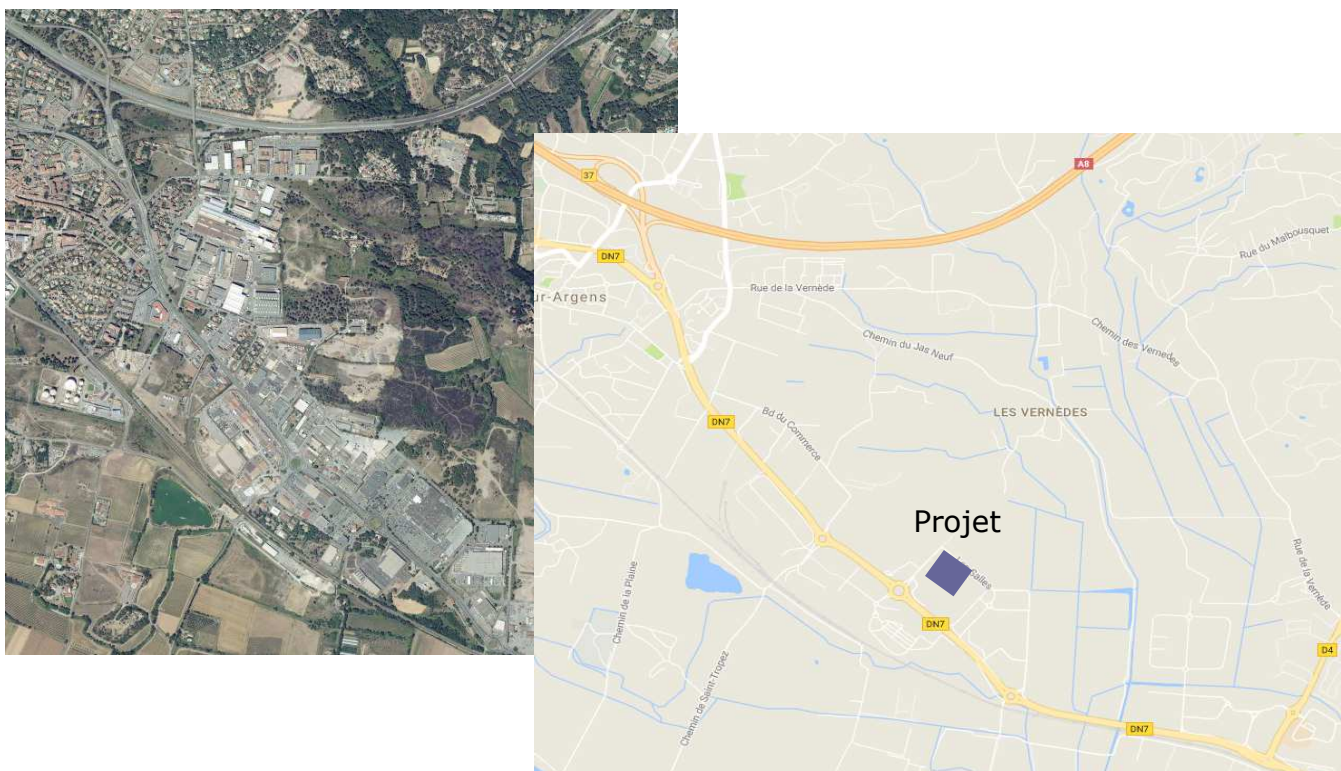 A8
37
Rue du Malbousquet
DN7
Rue de la Vernède
ur-Argens
Chemin des Vernedes
Chemin du Jas Neuf
LES VERNÈDES
DN7
Bd du Commerce
Projet
Calles
Rue de la Vernède
Chemin de la Plaine
DN7
D4
Chemin de Saint-Tropez
DN7